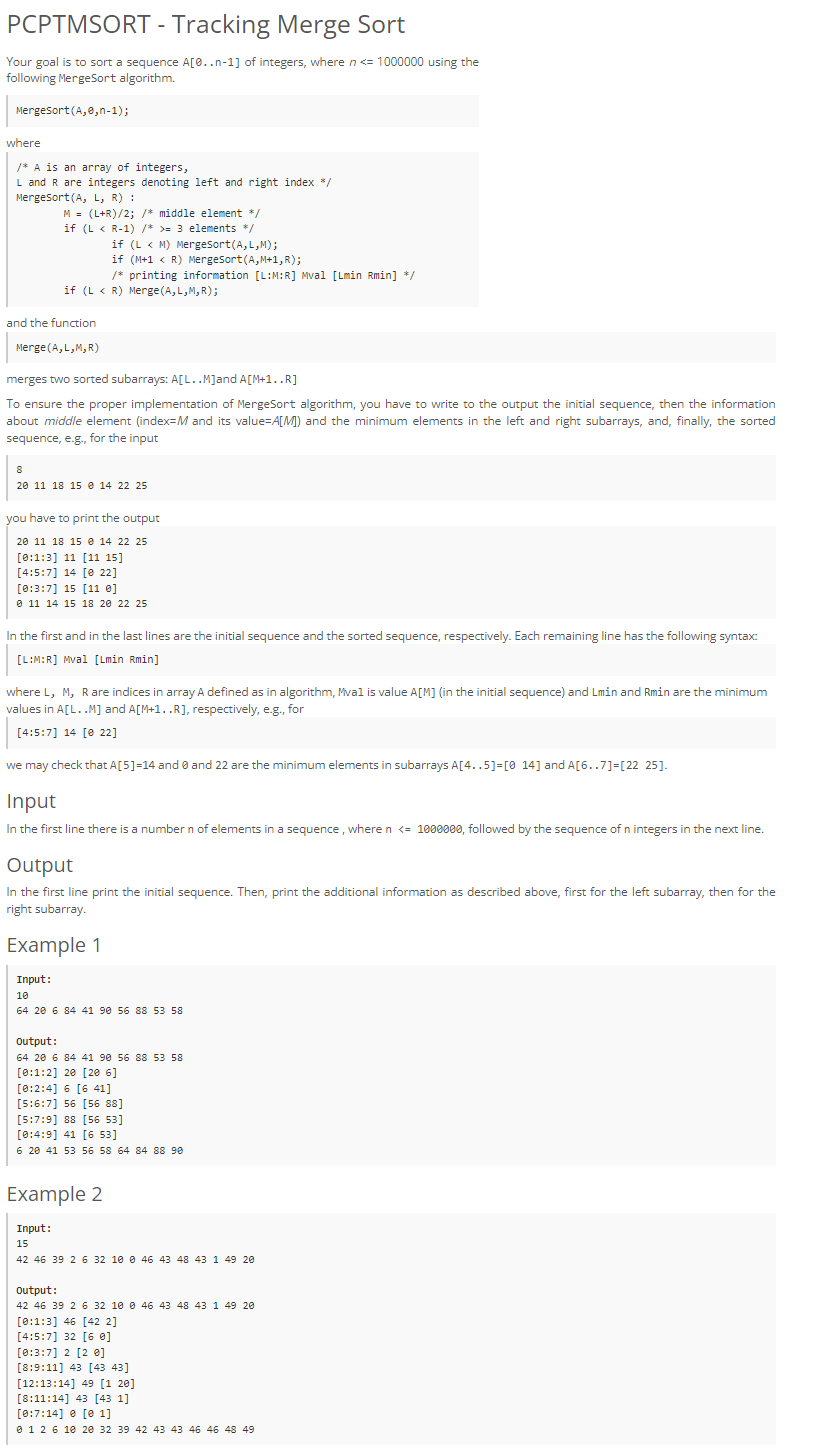 PCPTMSORT - Tracking Merge Sort
Your goal is to sort a sequence A[0..n-1] of integers, where n <= 1000000 using the
following MergeSort algorithm.
MergeSort(A,0,n-1);
where
/* A is an array of integers,
L and R are integers denoting left and right index */
MergeSort(A, L, R) :
M = (L+R)/2; /* middle element */
if (L < R-1) /* >= 3 elements */
if (L < M) MergeSort(A,L,M);
if (M+1 < R) MergeSort(A,M+1,R);
/* printing information [L:M:R] Mval [Lmin Rmin] */
if (L < R) Merge(A,L,M,R);
and the function
Merge(A,L,M,R)
merges two sorted subarrays: A[L..M]and A[M+1..R]
To ensure the proper implementation of MergeSort algorithm, you have to write to the output the initial sequence, then the information
about middle element (index=M and its value=A[M]) and the minimum elements in the left and right subarrays, and, finally, the sorted
sequence, e.g., for the input
8
20 11 18 15 0 14 22 25
you have to print the output
20 11 18 15 0 14 22 25
[0:1:3] 11 [11 15]
[4:5:7] 14 [0 22]
[0:3:7] 15 [11 0]
0 11 14 15 18 20 22 25
In the first and in the last lines are the initial sequence and the sorted sequence, respectively. Each remaining line has the following syntax:
[L:M:R] Mval [Lmin Rmin]
where L, M, R are indices in array A defined as in algorithm, Mval is value A[M] (in the initial sequence) and Lmin and Rmin are the minimum
values in A[L..M] and A[M+1..R], respectively, e.g., for
[4:5:7] 14 [0 22]
we may check that A[5]=14 and 0 and 22 are the minimum elements in subarrays A[4..5]=[0 14] and A[6..7]=[22 25].
Input
In the first line there is a number n of elements in a sequence , where n <= 1000000, followed by the sequence of n integers in the next line.
Output
In the first line print the initial sequence. Then, print the additional information as described above, first for the left subarray, then for the
right subarray.
Example 1
Input:
10
64 20 6 84 41 90 56 88 53 58
Output:
64 20 6 84 41 90 56 88 53 58
[0:1:2] 20 [20 6]
[0:2:4] 6 [6 41]
[5:6:7] 56 [56 88]
[5:7:9] 88 [56 53]
[0:4:9] 41 [6 53]
6 20 41 53 56 58 64 84 88 90
Example 2
Input:
15
42 46 39 2 6 32 10 0 46 43 48 43 1 49 20
Output:
42 46 39 2 6 32 10 0 46 43 48 43 1 49 20
[0:1:3] 46 [42 2]
[4:5:7] 32 [6 0]
[0:3:7] 2 [2 0]
[8:9:11] 43 [43 43]
[12:13:14] 49 [1 20]
[8:11:14] 43 [43 1]
[0:7:14] 0 [0 1]
0 1 2 6 10 20 32 39 42 43 43 46 46 48 49